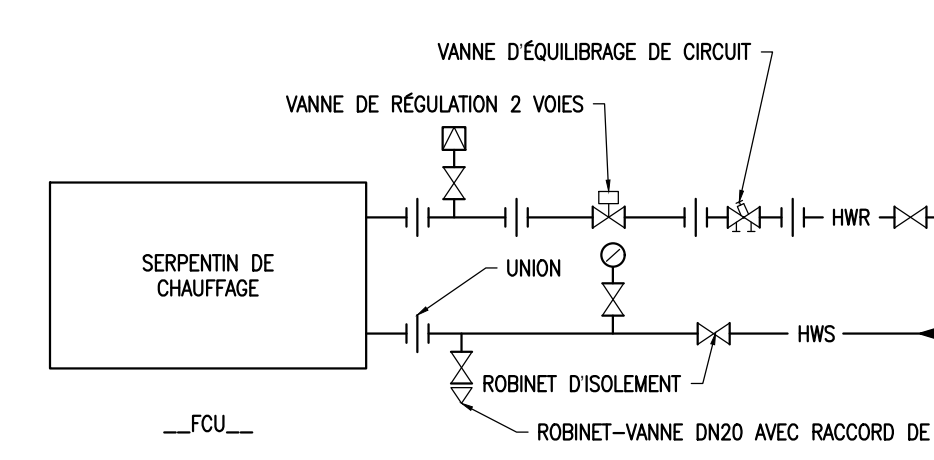 VANNE D'ÉQUILIBRAGE DE CIRCUIT
VANNE DE RÉGULATION 2 VOIES
HWR
SERPENTIN DE
CHAUFFAGE
UNION
HWS
ROBINET D'ISOLEMENT
__FCU__
ROBINET-VANNE DN20 AVEC RACCORD DE